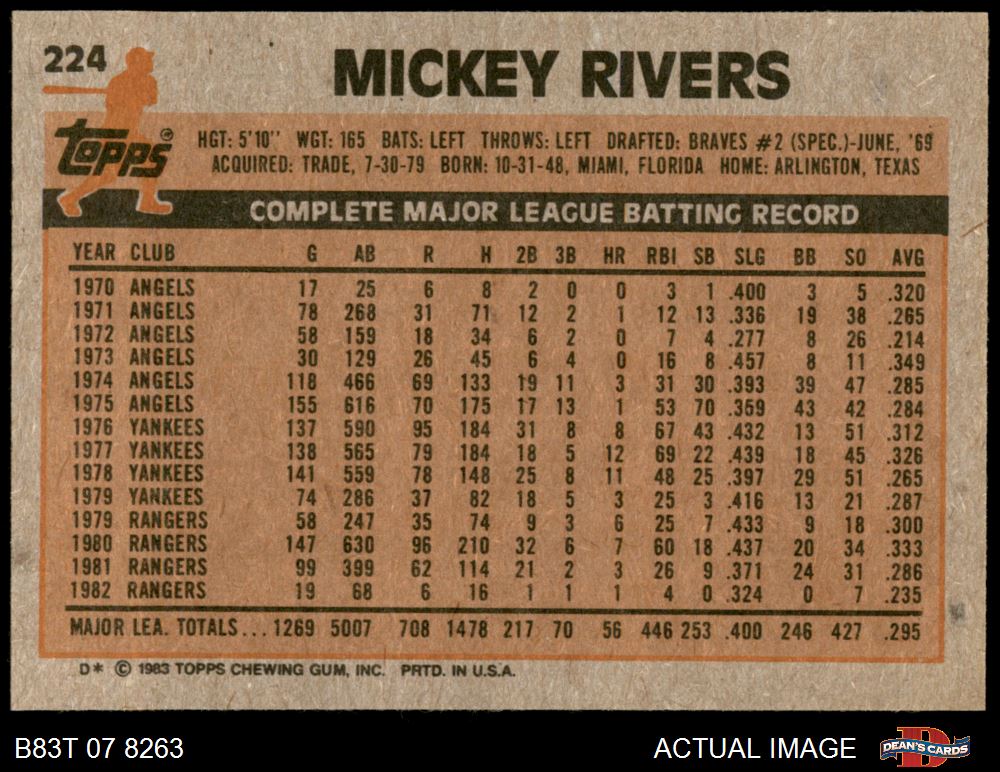 224
MICKEY RIVERS
topps ®
HGT: 5'10" WGT: 165 BATS: LEFT THROWS: LEFT DRAFTED: BRAVES #2 (SPEC.)-JUNE, '69
ACQUIRED: TRADE, 7-30-79 BORN: 10-31-48, MIAMI, FLORIDA HOME: ARLINGTON, TEXAS
COMPLETE MAJOR LEAGUE BATTING RECORD
YEAR CLUB G AB R H 2B 3B HR RBI SB SLG BB SO AVG
1970 ANGELS 17 25 6 8 2 0 0 3 1 .400 3 5 .320
1971 ANGELS 78 268 31 71 12 2 1 12 13 .336 19 38 .265
1972 ANGELS 58 159 18 34 6 2 0 7 4 .277 8 26 .214
1973 ANGELS 30 129 26 45 6 4 0 16 8 .457 8 11 .349
1974 ANGELS 118 466 69 133 19 11 3 31 30 .393 39 47 .285
1975 ANGELS 155 616 70 175 17 13 1 53 70 .359 43 42 .284
1976 YANKEES 137 590 95 184 31 8 8 67 43 .432 13 51 .312
1977 YANKEES 138 565 79 184 18 5 12 69 22 .439 18 45 .326
1978 YANKEES 141 559 78 148 25 8 11 48 25 .397 29 51 .265
1979 YANKEES 74 286 37 82 18 5 3 25 3 .416 13 21 .287
1979 RANGERS 58 247 35 74 9 3 6 25 7 .433 9 18 .300
1980 RANGERS 147 630 96 210 32 6 7 60 18 .437 20 34 .333
1981 RANGERS 99 399 62 114 21 2 3 26 9 .371 24 31 .286
1982 RANGERS 19 68 6 16 1 1 1 4 0 .324 0 7 .235
MAJOR LEA. TOTALS... 1269 5007 708 1478 217 70 56 446 253 .400 246 427 .295
D* © 1983 TOPPS CHEWING GUM, INC. PRTD. IN U.S.A.
B83T 07 8263 ACTUAL IMAGE D DEAN'S CARDS